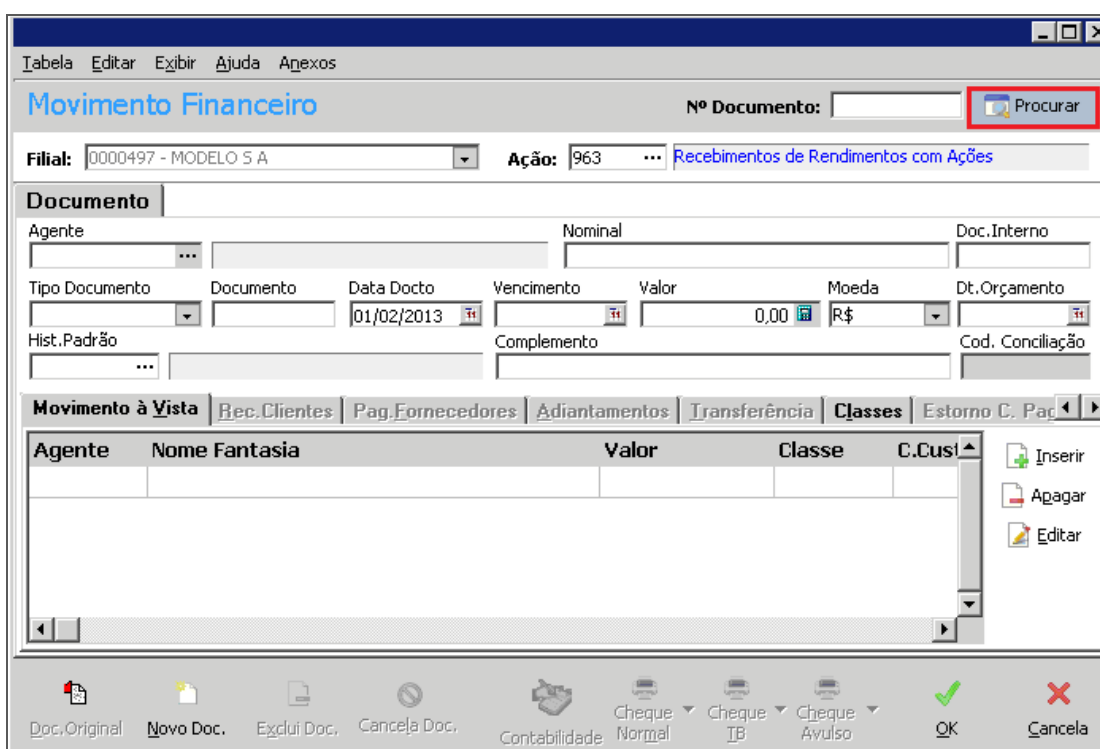 Tabela Editar Exibir Ajuda Anexos
Movimento Financeiro Nº Documento: Procurar
Filial: 0000497 - MODELO S A Ação: 963 ... Recebimentos de Rendimentos com Ações
Documento
Agente Nominal Doc.Interno
...
Tipo Documento Documento Data Docto Vencimento Valor Moeda Dt.Orçamento
01/02/2013 0,00 R$
Hist.Padrão Complemento Cod. Conciliação
...
Movimento à Vista Rec.Clientes Pag.Fornecedores Adiantamentos Transferência Classes Estorno C. Pag
Agente Nome Fantasia Valor Classe C.Cust
Inserir
Apagar
Editar
Doc.Original Novo Doc. Exclui Doc. Cancela Doc. Contabilidade Cheque Normal Cheque TB Cheque Avulso OK Cancela